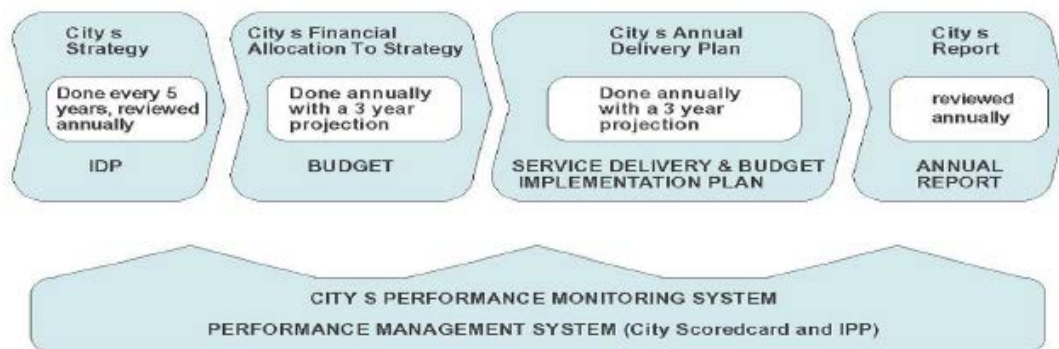 City s
Strategy
Done every 5
years, reviewed
annually
IDP
City s Financial
Allocation To Strategy
Done annually
with a 3 year
projection
BUDGET
City s Annual
Delivery Plan
Done annually
with a 3 year
projection
SERVICE DELIVERY & BUDGET
IMPLEMENTATION PLAN
City s
Report
reviewed
annually
ANNUAL
REPORT
CITY S PERFORMANCE MONITORING SYSTEM
PERFORMANCE MANAGEMENT SYSTEM (City Scoredcard and IPP)